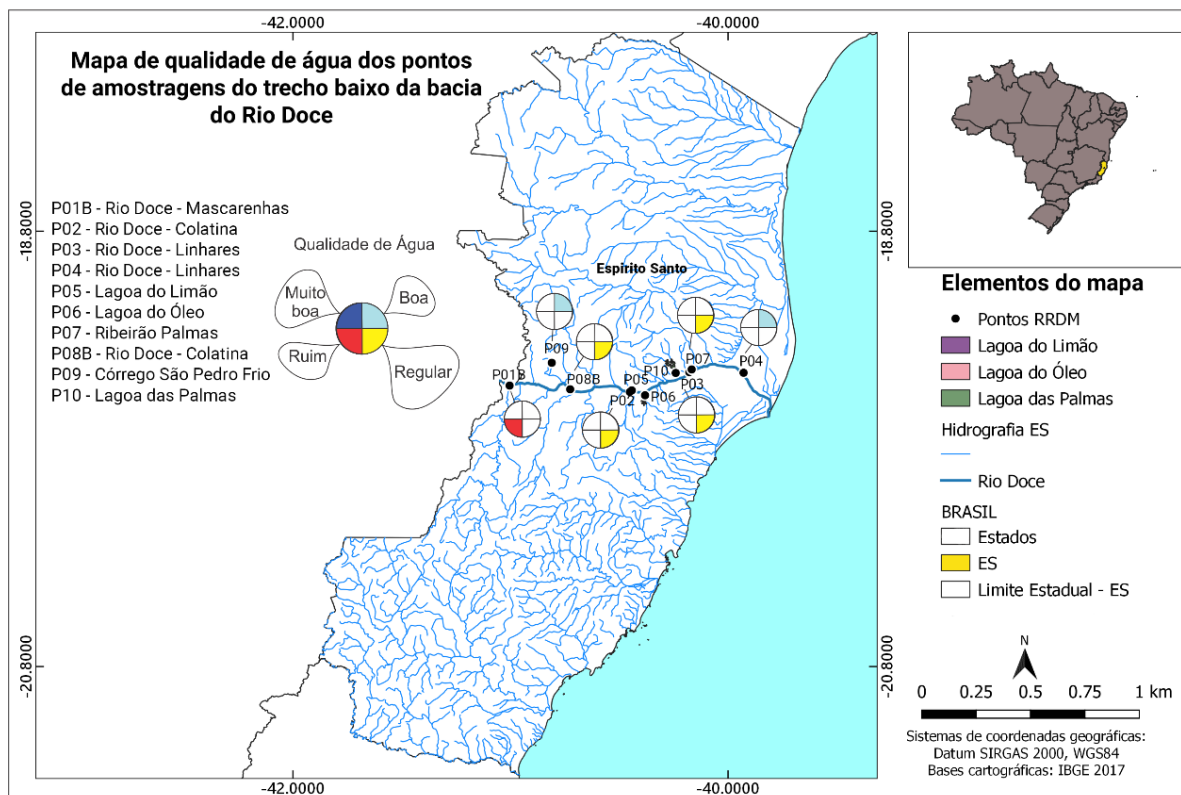 -42.0000
-40.0000
Mapa de qualidade de água dos pontos
de amostragens do trecho baixo da bacia
do Rio Doce
-18.8000
-18.8000
P01B - Rio Doce - Mascarenhas
P02 - Rio Doce - Colatina
P03 - Rio Doce - Linhares
P04 - Rio Doce - Linhares
P05 - Lagoa do Limão
P06 - Lagoa do Óleo
P07 - Ribeirão Palmas
P08B - Rio Doce - Colatina
P09 - Córrego São Pedro Frio
P10 - Lagoa das Palmas
Qualidade de Água
Muito
boa
Boa
Ruim
Regular
Espírito Santo
P09
P01B
P08B
P05
P02
P06
P10
P07
P03
P04
Elementos do mapa
Pontos RRDM
Lagoa do Limão
Lagoa do Óleo
Lagoa das Palmas
Hidrografia ES
Rio Doce
BRASIL
Estados
ES
Limite Estadual - ES
N
0 0.25 0.5 0.75 1 km
Sistemas de coordenadas geográficas:
Datum SIRGAS 2000, WGS84
Bases cartográficas: IBGE 2017
-20.8000
-20.8000
-42.0000
-40.0000